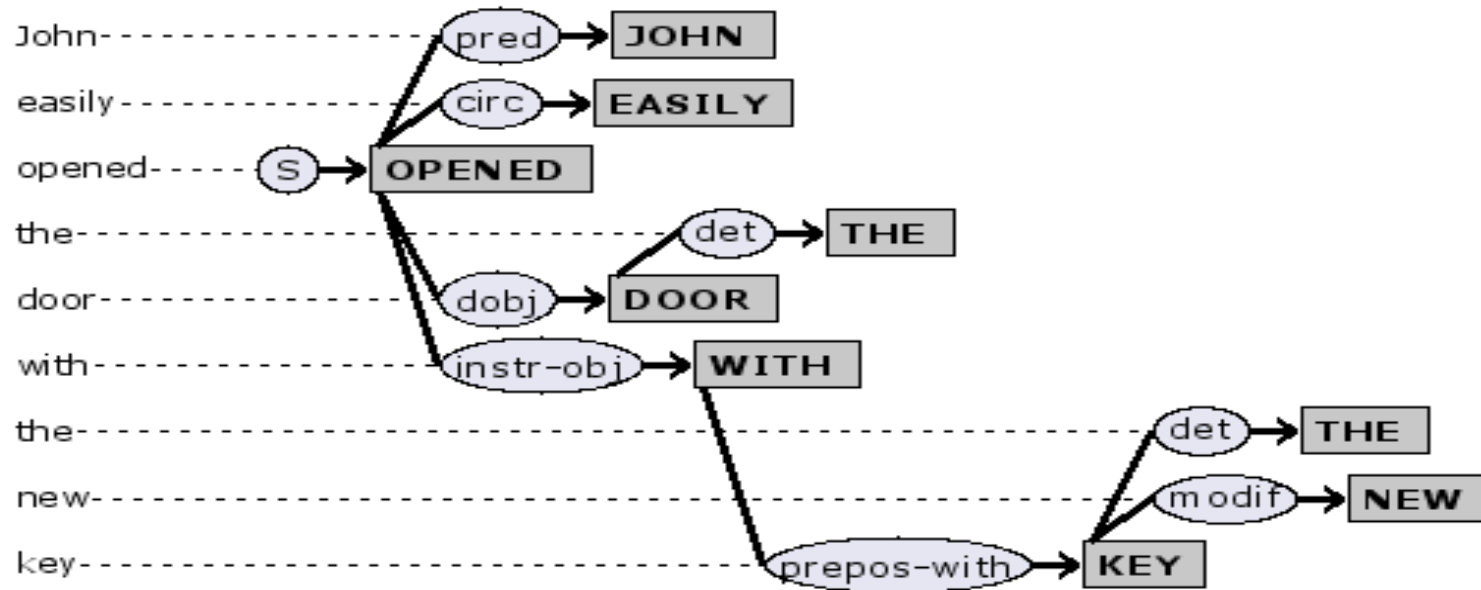 John pred JOHN
easily circ EASILY
opened S OPENED
the det THE
door dobj DOOR
with instr-obj WITH
the det THE
new modif NEW
key prepos-with KEY